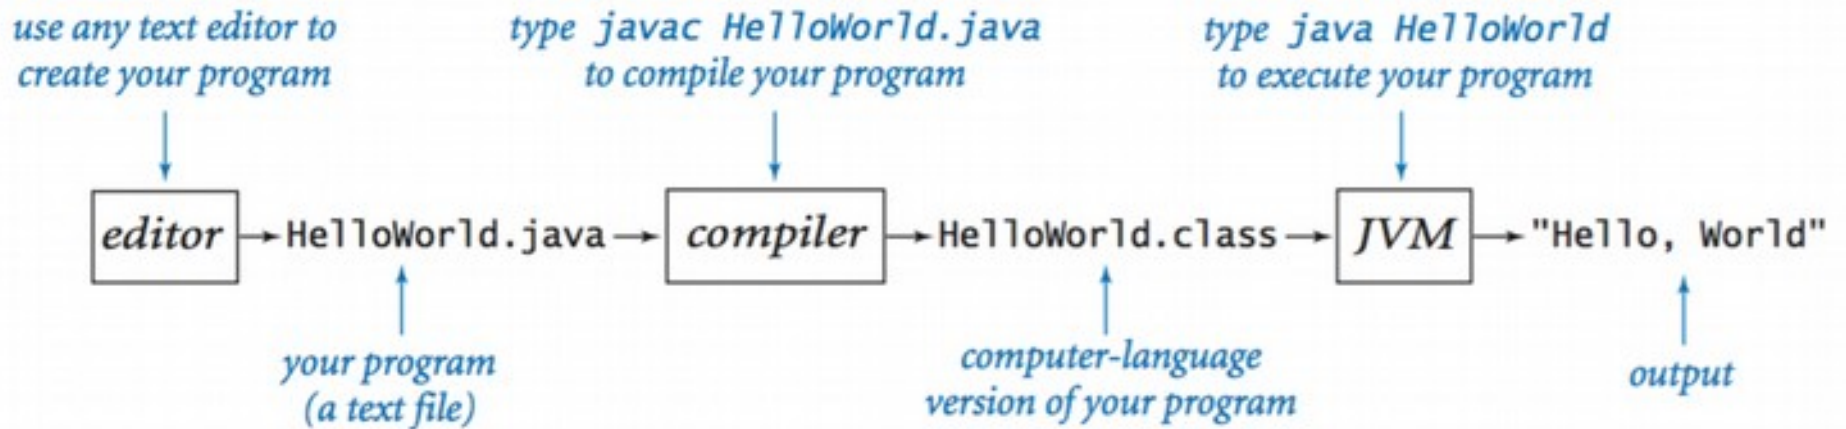 use any text editor to
create your program
type javac HelloWorld.java
to compile your program
type java HelloWorld
to execute your program
editor
HelloWorld.java
compiler
HelloWorld.class
JVM
"Hello, World"
your program
(a text file)
computer-language
version of your program
output